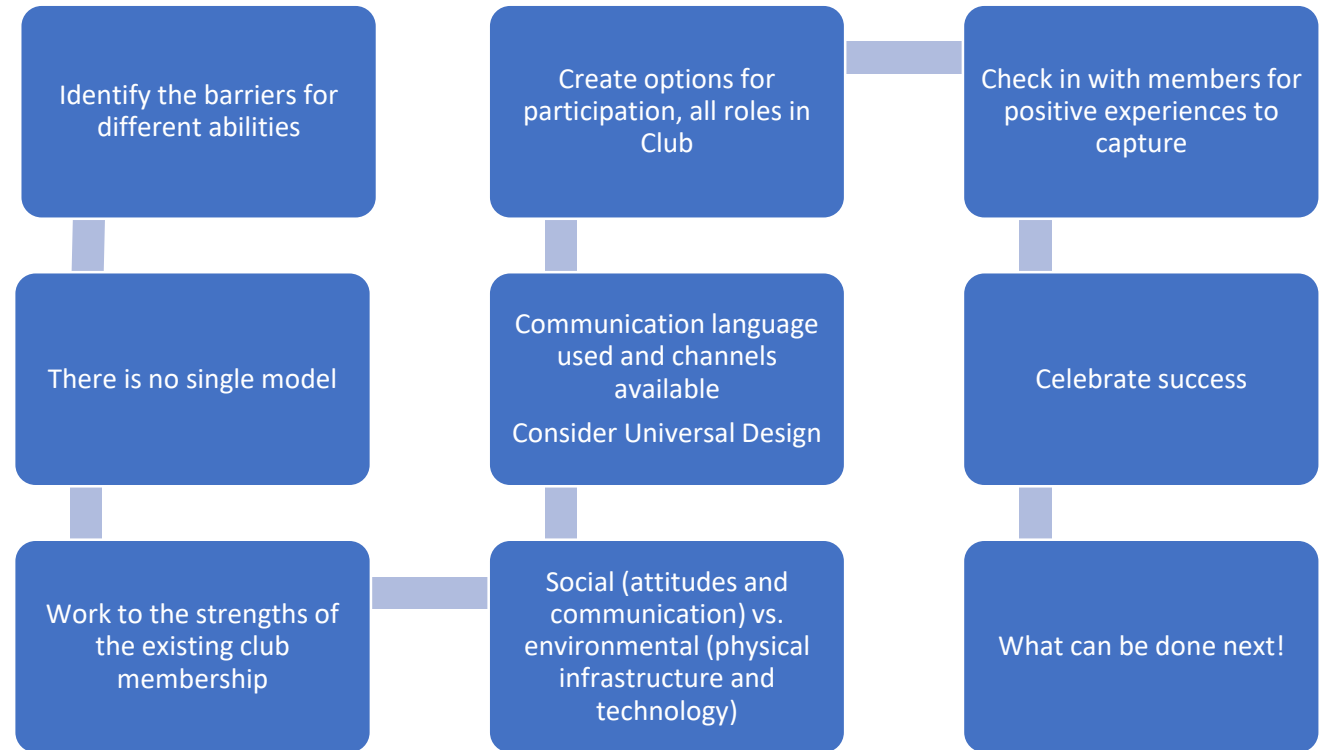 Identify the barriers for
different abilities
There is no single model
Work to the strengths of
the existing club
membership
Social (attitudes and
communication) vs.
environmental (physical
infrastructure and
technology)
Communication language
used and channels
available
Consider Universal Design
Create options for
participation, all roles in
Club
Check in with members for
positive experiences to
capture
Celebrate success
What can be done next!